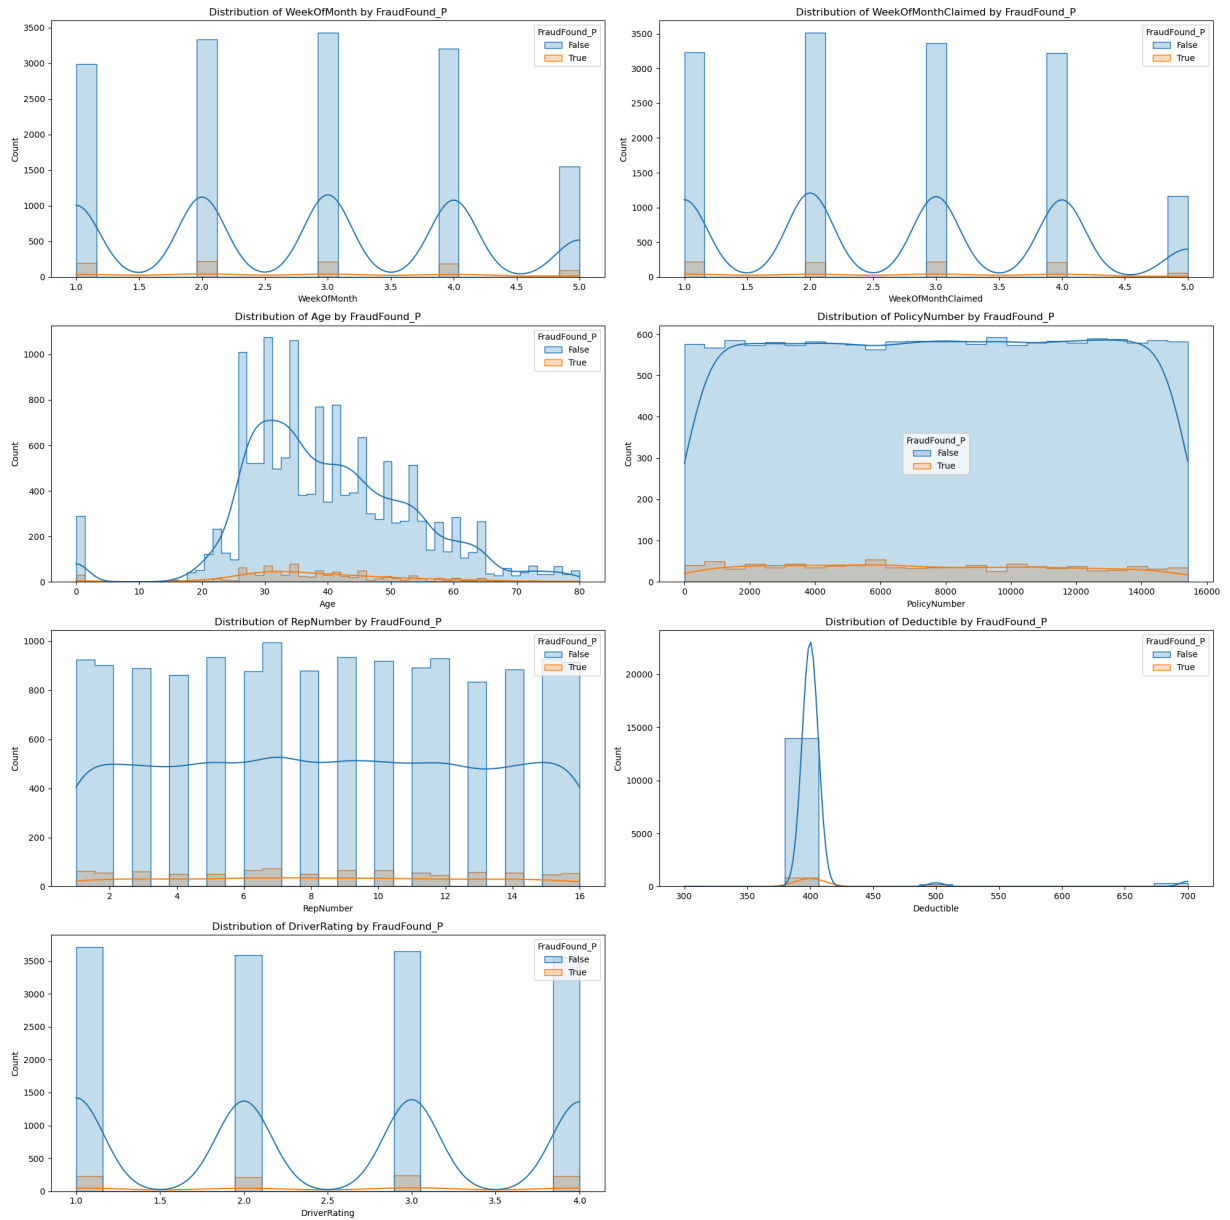 Distribution of WeekOfMonth by FraudFound_P
3500
3000
2500
2000
1500
1000
500
0
Count
FraudFound_P
False
True
1.0 1.5 2.0 2.5 3.0 3.5 4.0 4.5 5.0
WeekOfMonth
Distribution of WeekOfMonthClaimed by FraudFound_P
3500
3000
2500
2000
1500
1000
500
0
Count
FraudFound_P
False
True
1.0 1.5 2.0 2.5 3.0 3.5 4.0 4.5 5.0
WeekOfMonthClaimed
Distribution of Age by FraudFound_P
1000
800
600
400
200
0
Count
FraudFound_P
False
True
0 10 20 30 40 50 60 70 80
Age
Distribution of PolicyNumber by FraudFound_P
600
500
400
300
200
100
0
Count
FraudFound_P
False
True
0 2000 4000 6000 8000 10000 12000 14000 16000
PolicyNumber
Distribution of RepNumber by FraudFound_P
1000
800
600
400
200
0
Count
FraudFound_P
False
True
2 4 6 8 10 12 14 16
RepNumber
Distribution of Deductible by FraudFound_P
20000
15000
10000
5000
0
Count
FraudFound_P
False
True
300 350 400 450 500 550 600 650 700
Deductible
Distribution of DriverRating by FraudFound_P
3500
3000
2500
2000
1500
1000
500
0
Count
FraudFound_P
False
True
1.0 1.5 2.0 2.5 3.0 3.5 4.0
DriverRating